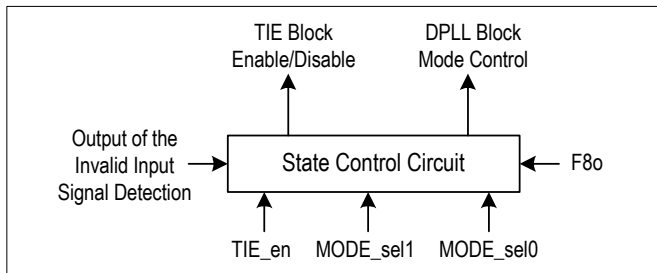 TIE Block
Enable/Disable
DPLL Block
Mode Control
Output of the
Invalid Input
Signal Detection
State Control Circuit
F8o
TIE_en
MODE_sel1
MODE_sel0